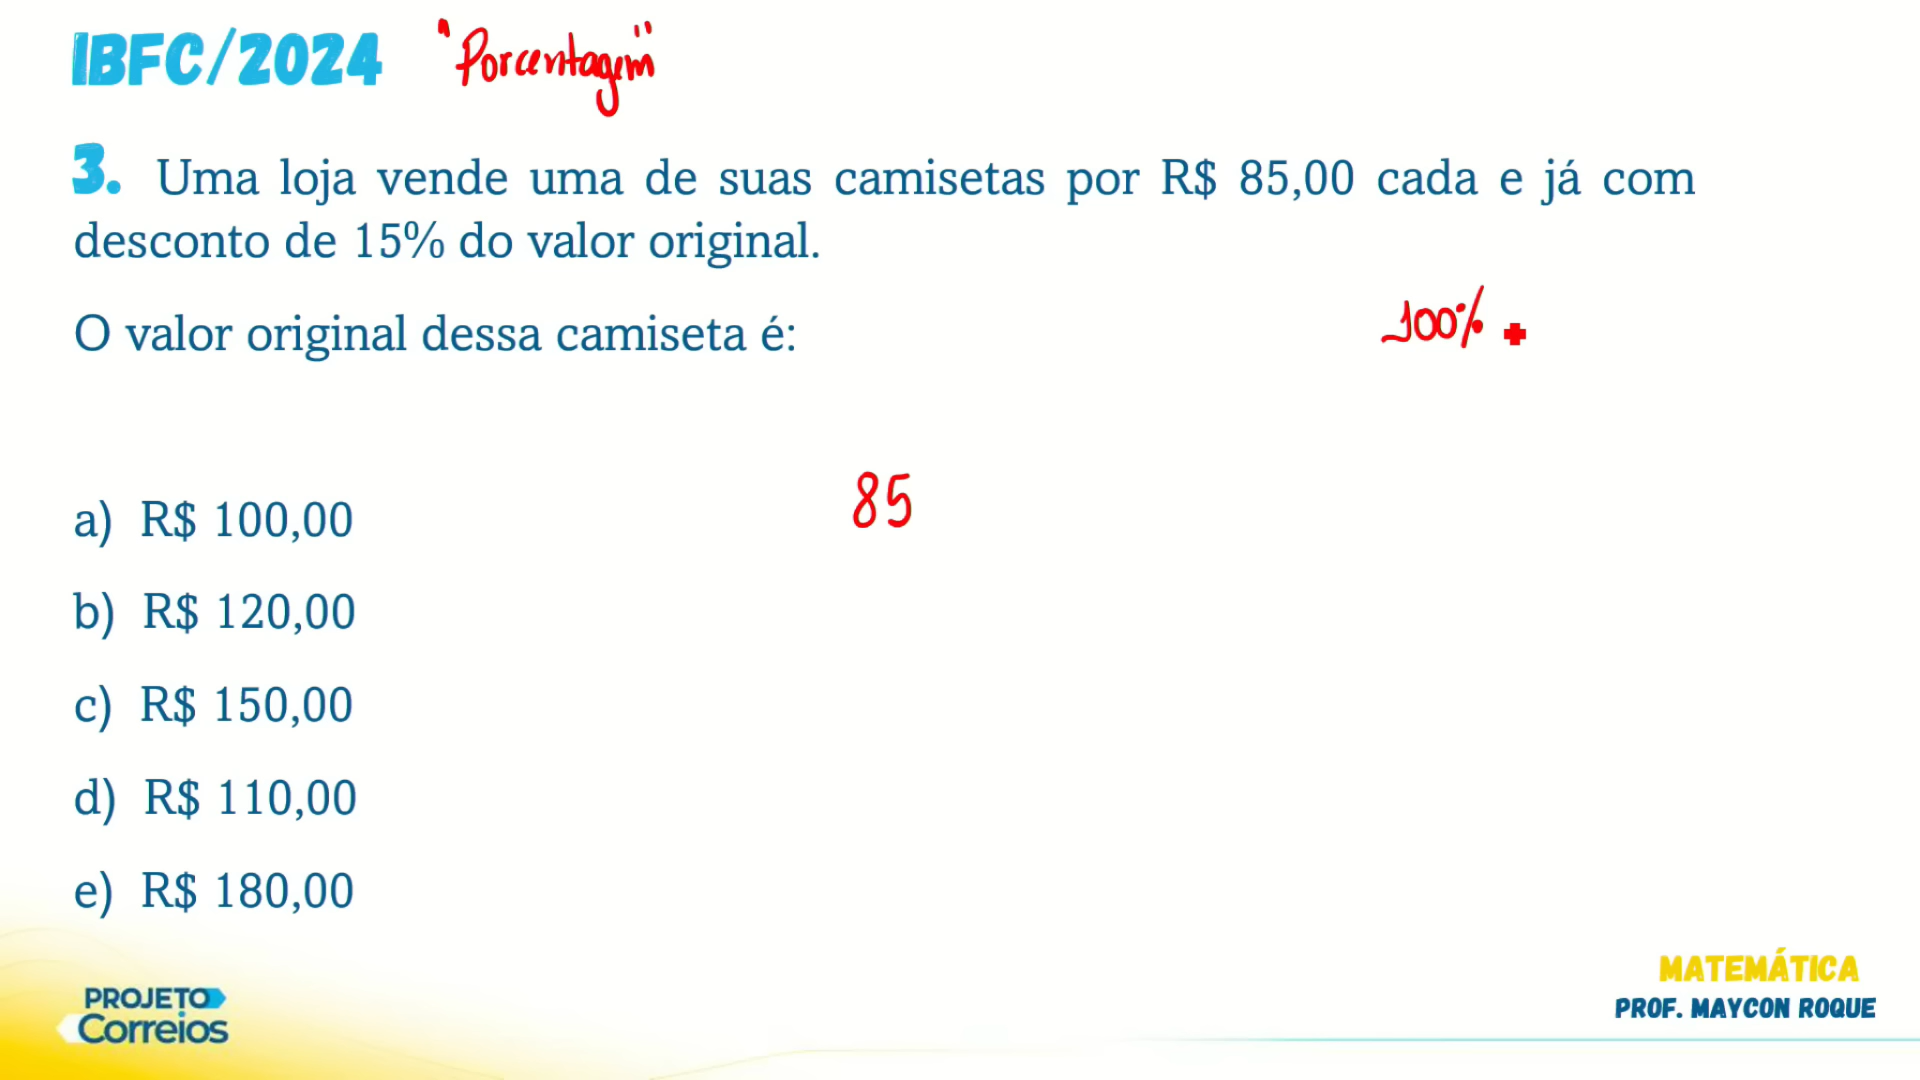 IBFC/2024 "Porcentagem"
3. Uma loja vende uma de suas camisetas por R$ 85,00 cada e já com
desconto de 15% do valor original.
O valor original dessa camiseta é:
100%
a) R$ 100,00
85
b) R$ 120,00
c) R$ 150,00
d) R$ 110,00
e) R$ 180,00
MATEMÁTICA
PROF. MAYCON ROQUE
PROJETO
Correios